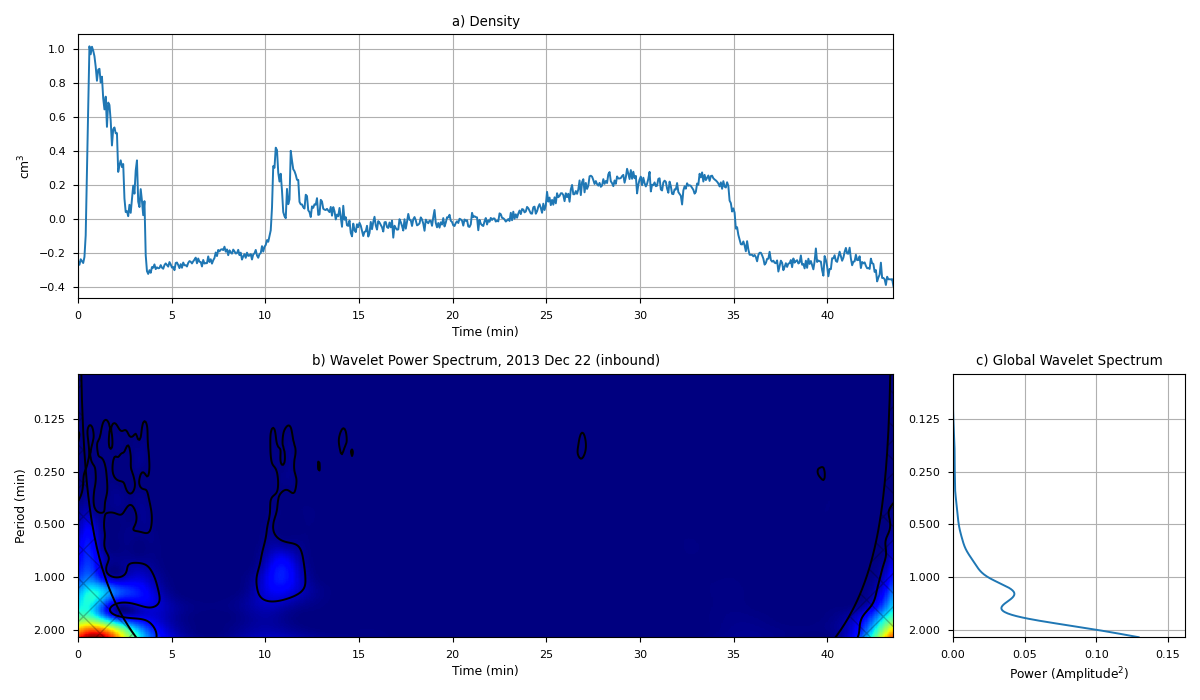 a) Density
1.0
0.8
0.6
0.4
0.2
0.0
−0.2
−0.4
cm³
0 5 10 15 20 25 30 35 40
Time (min)
b) Wavelet Power Spectrum, 2013 Dec 22 (inbound)
0.125
0.250
0.500
1.000
2.000
Period (min)
0 5 10 15 20 25 30 35 40
Time (min)
c) Global Wavelet Spectrum
0.125
0.250
0.500
1.000
2.000
0.00 0.05 0.10 0.15
Power (Amplitude²)